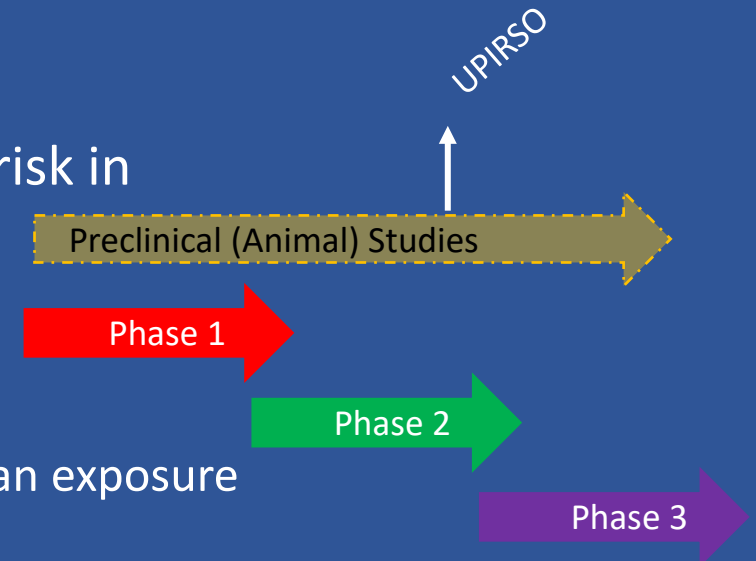 UPIRSO
risk in
Preclinical (Animal) Studies
Phase 1
Phase 2
an exposure
Phase 3